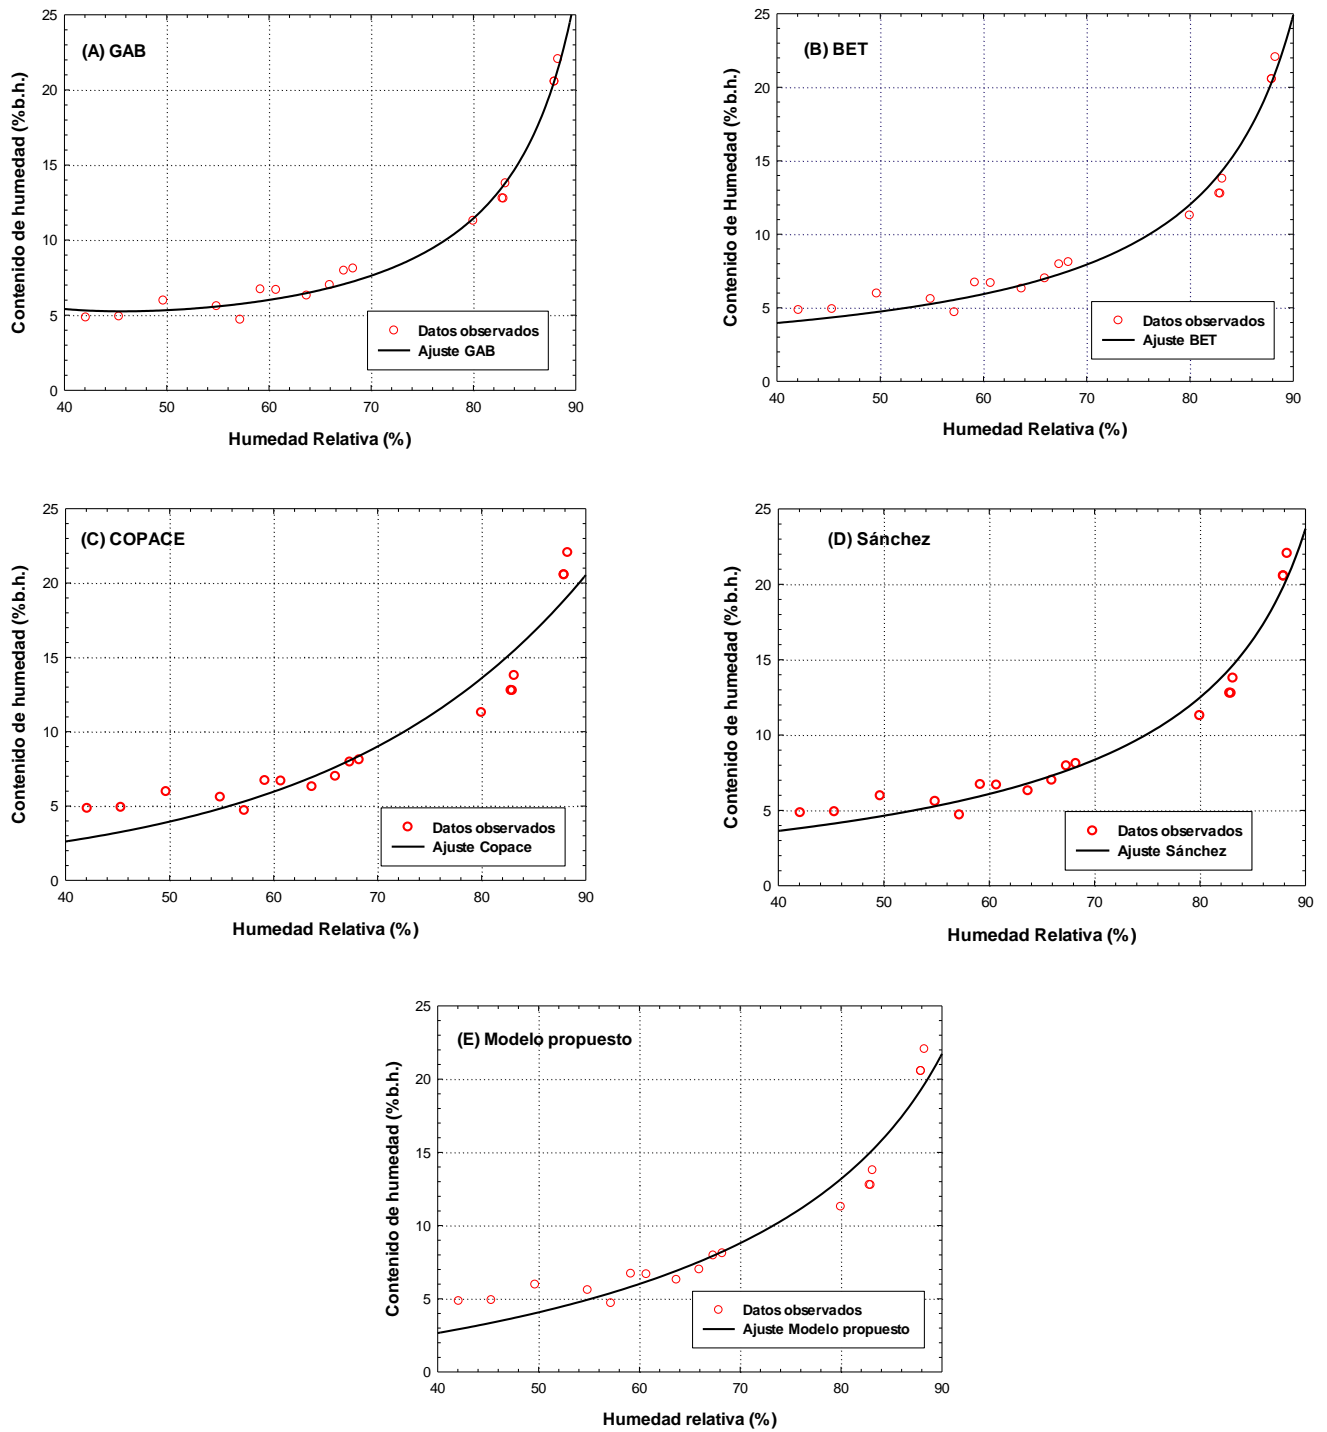 (A) GAB
Contenido de humedad (%b.h.)
25
20
15
10
5
0
40 50 60 70 80 90
Humedad Relativa (%)
Datos observados
Ajuste GAB
(B) BET
Contenido de Humedad (%b.h.)
25
20
15
10
5
0
40 50 60 70 80 90
Humedad Relativa (%)
Datos observados
Ajuste BET
(C) COPACE
Contenido de humedad (%b.h.)
25
20
15
10
5
0
40 50 60 70 80 90
Humedad Relativa (%)
Datos observados
Ajuste Copace
(D) Sánchez
Contenido de humedad (%b.h.)
25
20
15
10
5
0
40 50 60 70 80 90
Humedad Relativa (%)
Datos observados
Ajuste Sánchez
(E) Modelo propuesto
Contenido de humedad (%b.h.)
25
20
15
10
5
0
40 50 60 70 80 90
Humedad relativa (%)
Datos observados
Ajuste Modelo propuesto